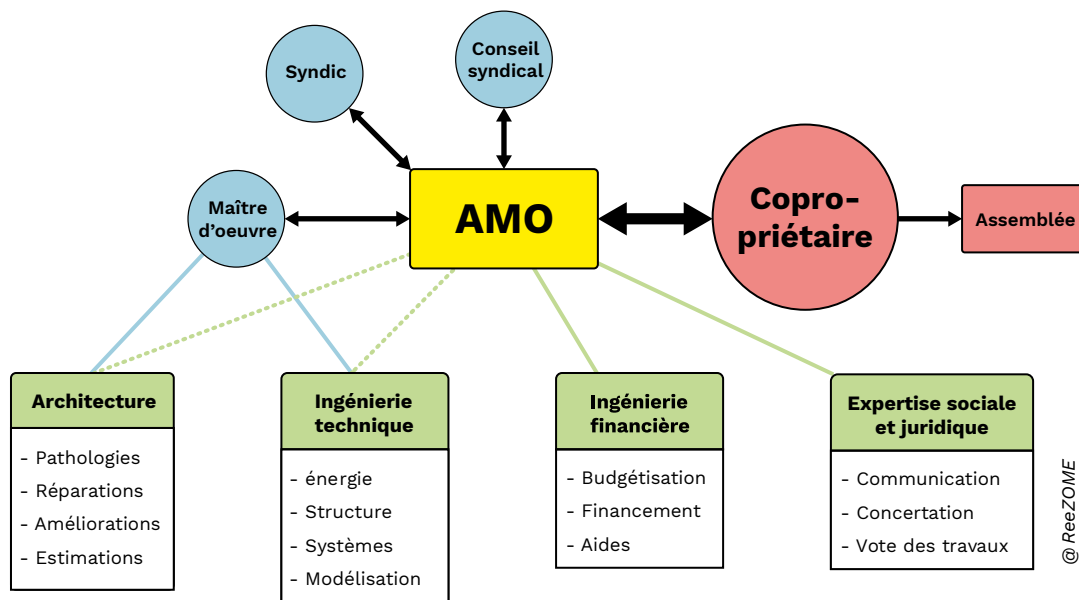 Syndic
Conseil
syndical
Maître
d'oeuvre
AMO
Copro-
priétaire
Assemblée
Architecture
- Pathologies
- Réparations
- Améliorations
- Estimations
Ingénierie
technique
- énergie
- Structure
- Systèmes
- Modélisation
Ingénierie
financière
- Budgétisation
- Financement
- Aides
Expertise sociale
et juridique
- Communication
- Concertation
- Vote des travaux
@ ReeZOME